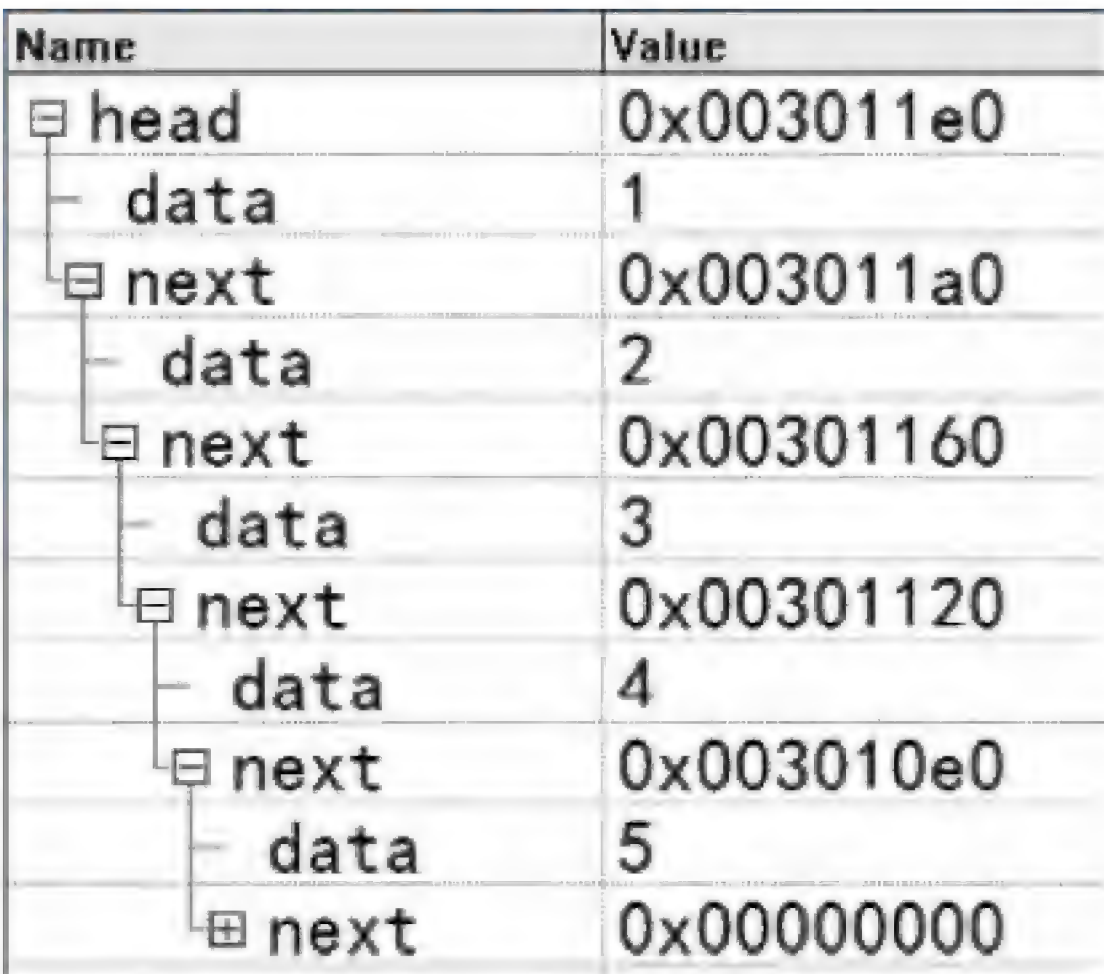 Name Value
head 0x003011e0
data 1
next 0x003011a0
data 2
next 0x00301160
data 3
next 0x00301120
data 4
next 0x003010e0
data 5
next 0x00000000